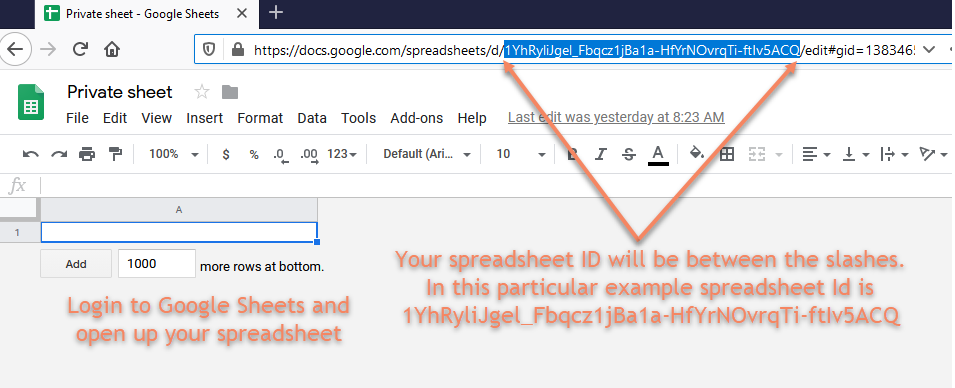 Private sheet - Google Sheets
https://docs.google.com/spreadsheets/d/1YhRyliJgel_Fbqcz1jBa1a-HfYrNOvrqTi-ftIv5ACQ/edit#gid=138346
Private sheet
File Edit View Insert Format Data Tools Add-ons Help Last edit was yesterday at 8:23 AM
100% $ % .0 .00 123 Default (Ari... 10 B I S A
fx
A
1
Add 1000 more rows at bottom.
Login to Google Sheets and
open up your spreadsheet
Your spreadsheet ID will be between the slashes.
In this particular example spreadsheet Id is
1YhRyliJgel_Fbqcz1jBa1a-HfYrNOvrqTi-ftIv5ACQ